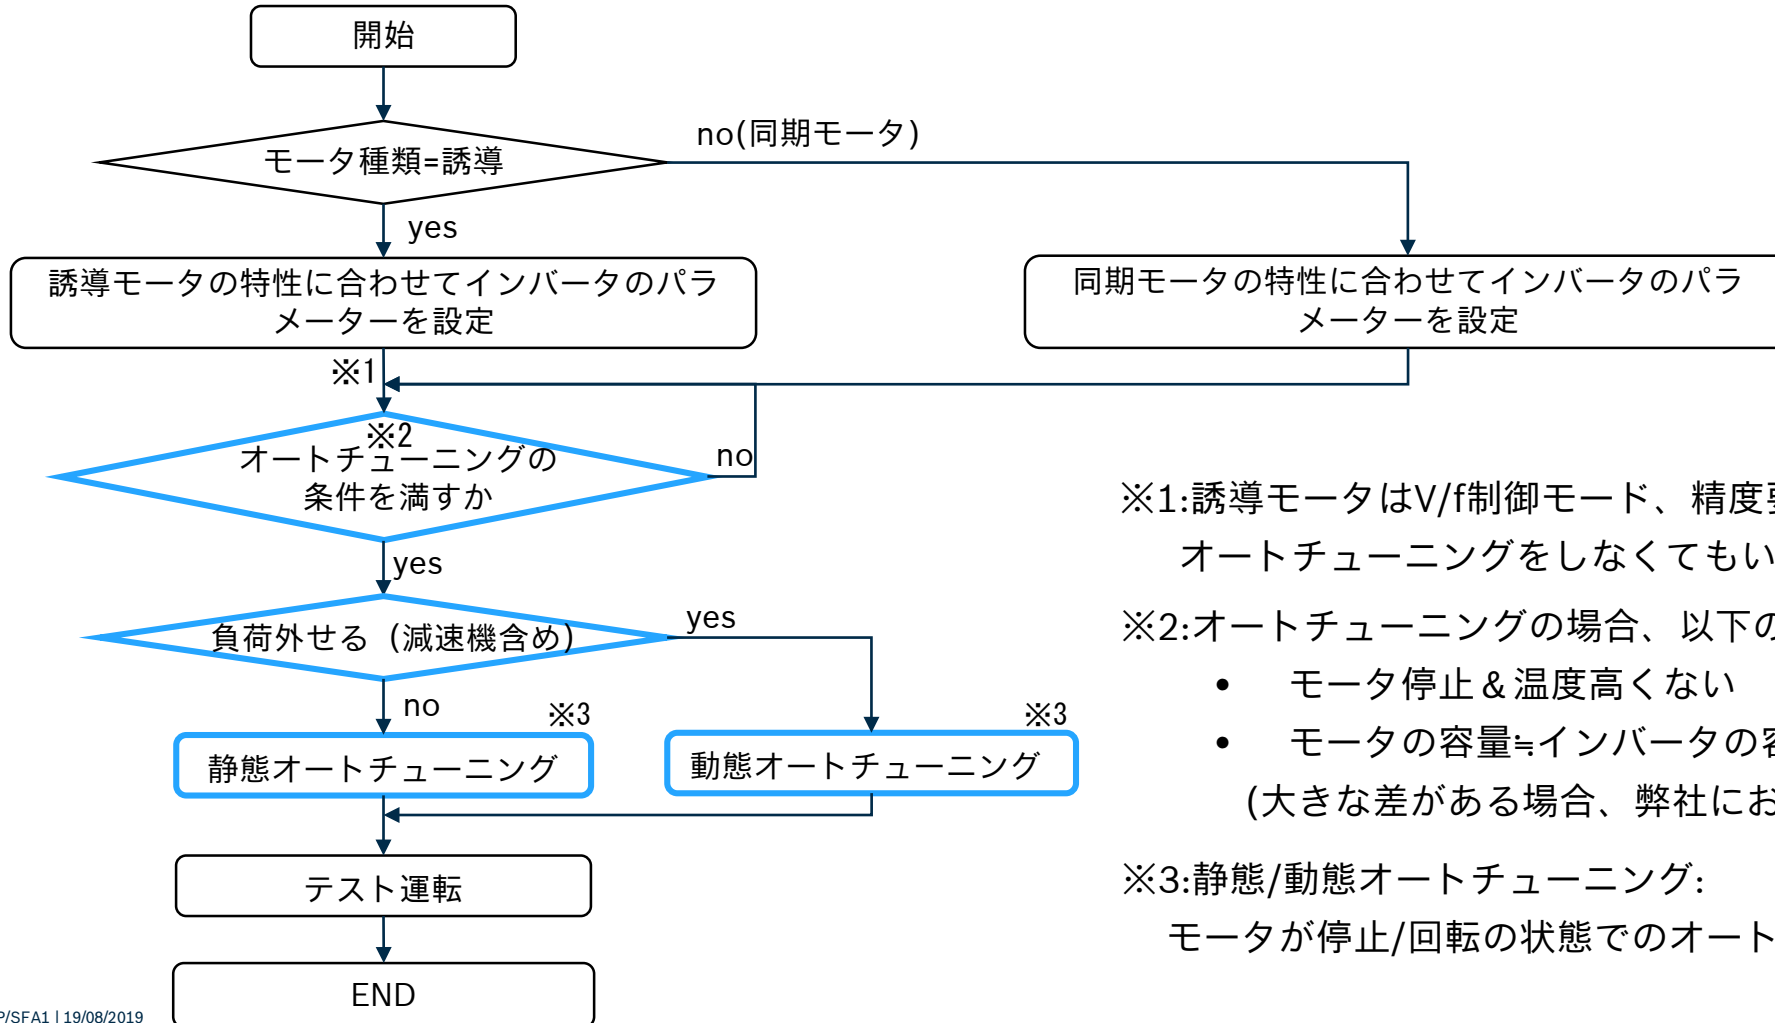 開始
モータ種類=誘導
no(同期モータ)
yes
誘導モータの特性に合わせてインバータのパラ
メーターを設定
同期モータの特性に合わせてインバータのパラ
メーターを設定
※1
※2
オートチューニングの
条件を満すか
no
yes
負荷外せる（減速機含め)
yes
no
※3
※3
静態オートチューニング
動態オートチューニング
テスト運転
END
※1:誘導モータはV/f制御モード、精度
オートチューニングをしなくてもい
※2:オートチューニングの場合、以下の
• モータ停止＆温度高くない
• モータの容量≒インバータの容
(大きな差がある場合、弊社にお
※3:静態/動態オートチューニング:
モータが停止/回転の状態でのオート
P/SFA1 | 19/08/2019